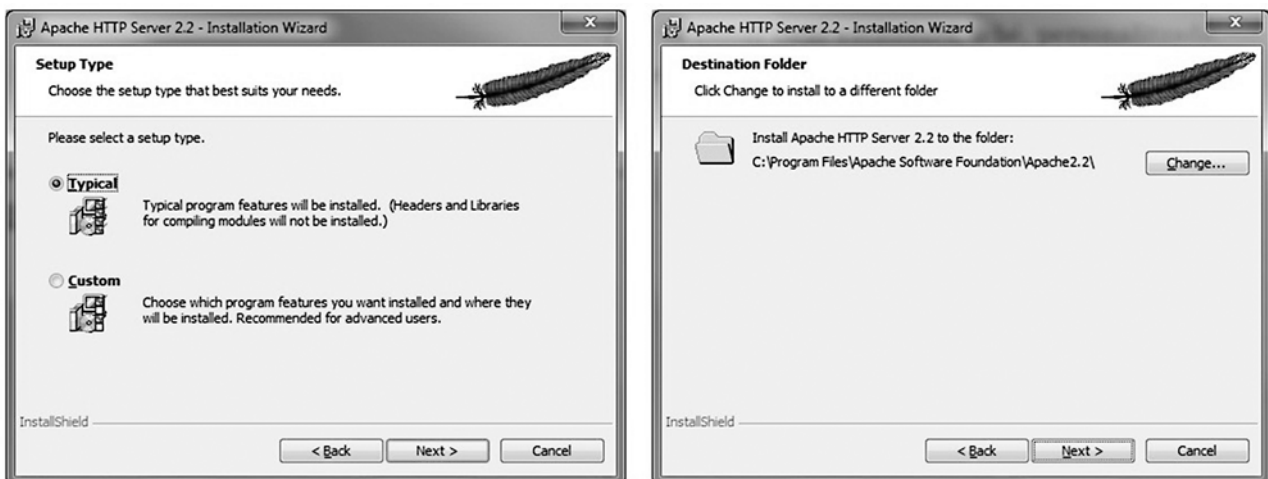 Apache HTTP Server 2.2 - Installation Wizard
Setup Type
Choose the setup type that best suits your needs.
Please select a setup type.
Typical
Typical program features will be installed. (Headers and Libraries
for compiling modules will not be installed.)
Custom
Choose which program features you want installed and where they
will be installed. Recommended for advanced users.
InstallShield
< Back
Next >
Cancel
Apache HTTP Server 2.2 - Installation Wizard
Destination Folder
Click Change to install to a different folder
Install Apache HTTP Server 2.2 to the folder:
C:\Program Files\Apache Software Foundation\Apache2.2\
Change...
InstallShield
< Back
Next >
Cancel